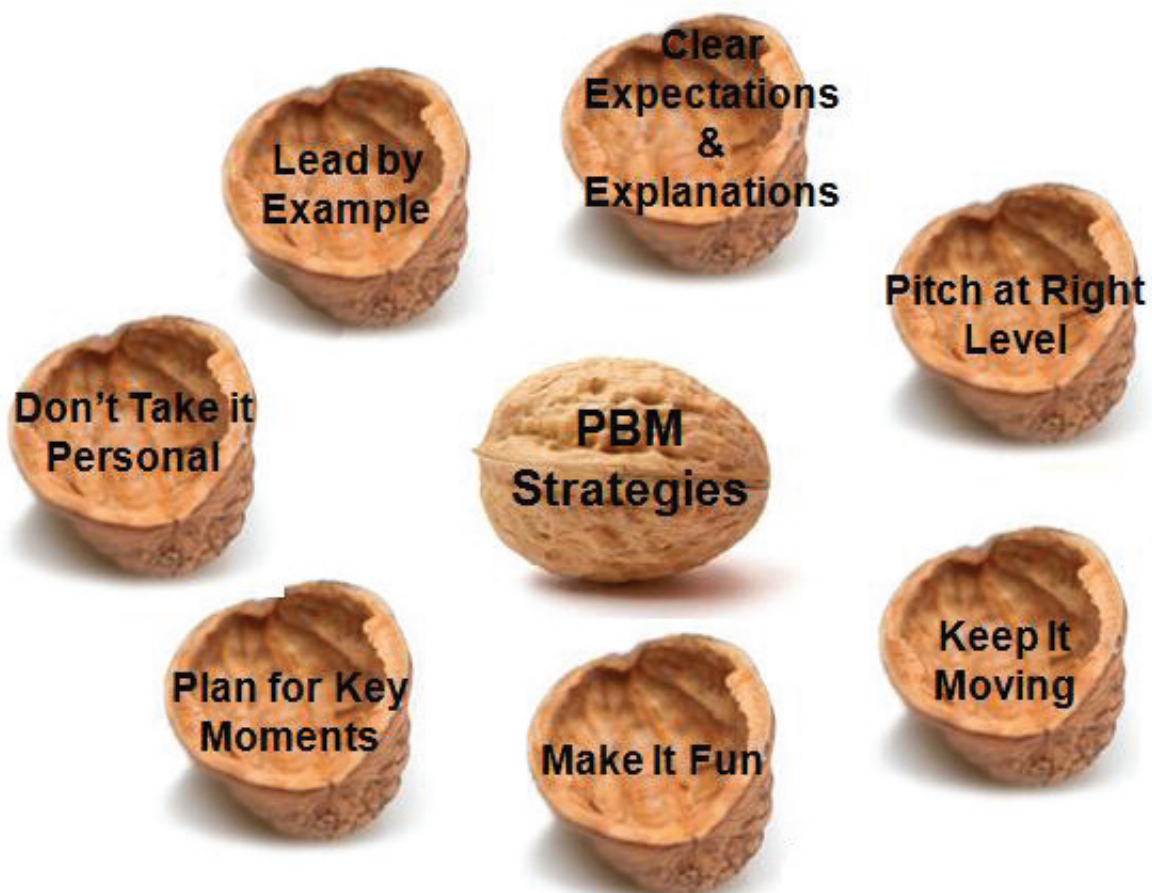 Clear
Expectations
&
Explanations
Lead by
Example
Pitch at Right
Level
Don't Take it
Personal
PBM
Strategies
Keep It
Moving
Plan for Key
Moments
Make It Fun